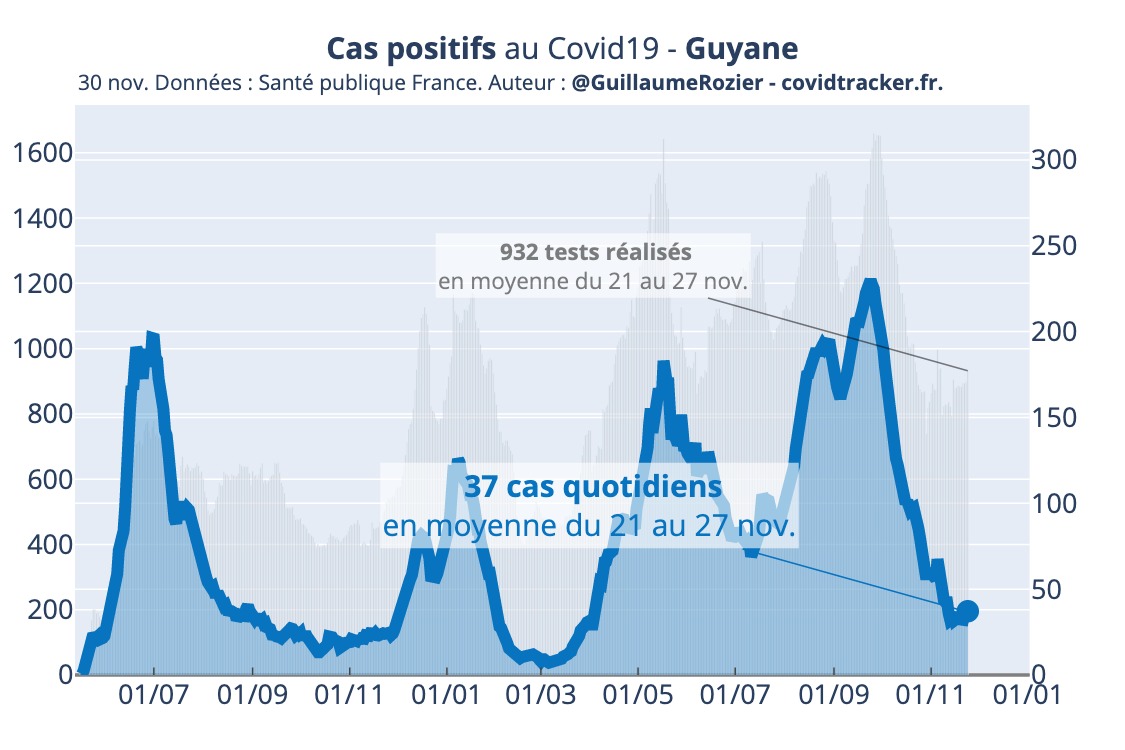 Cas positifs au Covid19 - Guyane
30 nov. Données : Santé publique France. Auteur : @GuillaumeRozier - covidtracker.fr.
1600
1400
1200
1000
800
600
400
200
0
300
250
200
150
100
50
0
932 tests réalisés
en moyenne du 21 au 27 nov.
37 cas quotidiens
en moyenne du 21 au 27 nov.
01/07 01/09 01/11 01/01 01/03 01/05 01/07 01/09 01/11 01/01